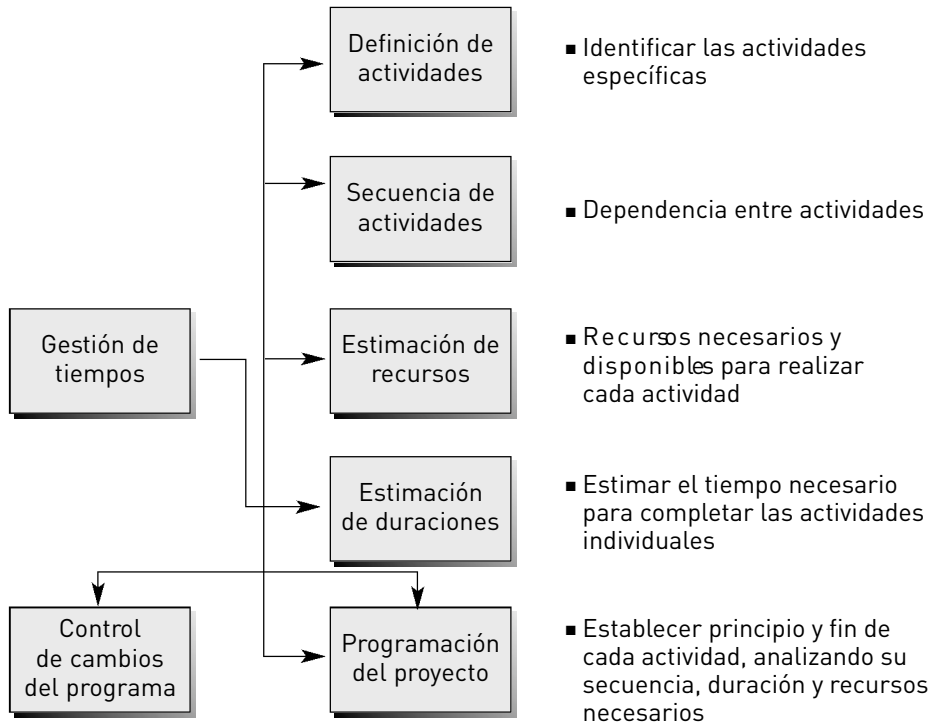 Definición de
actividades
■ Identificar las actividades
específicas
Secuencia de
actividades
■ Dependencia entre actividades
Gestión de
tiempos
Estimación de
recursos
■ Recursos necesarios y
disponibles para realizar
cada actividad
Estimación
de duraciones
■ Estimar el tiempo necesario
para completar las actividades
individuales
Control
de cambios
del programa
Programación
del proyecto
■ Establecer principio y fin de
cada actividad, analizando su
secuencia, duración y recursos
necesarios